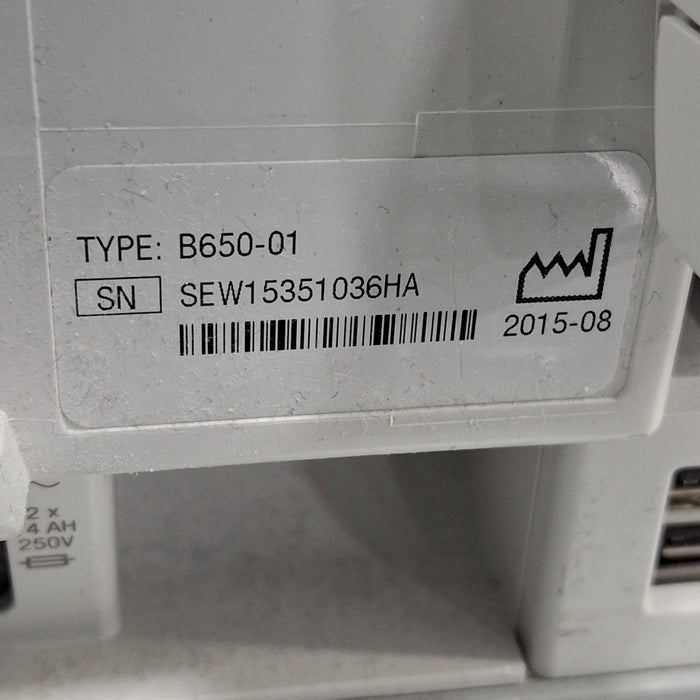 TYPE: B650-01
SN SEW15351036HA
2015-08
2 x
4 AH
250V